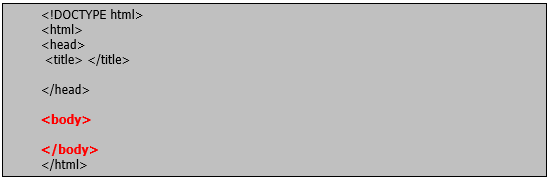 <!DOCTYPE html>
<html>
<head>
<title> </title>
</head>
<body>
</body>
</html>